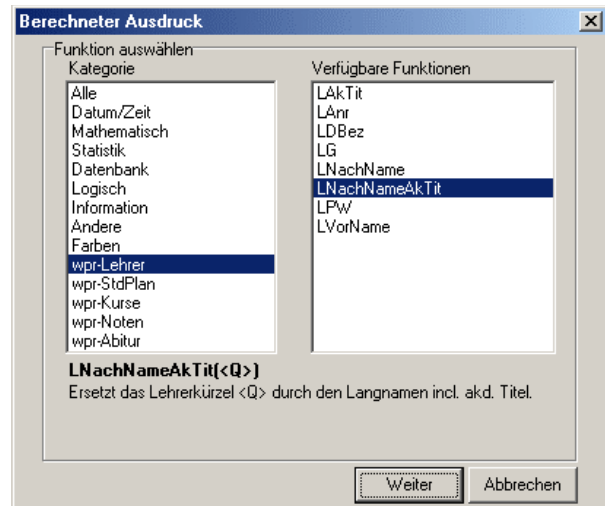 Berechneter Ausdruck
Funktion auswählen
Kategorie
Alle
Datum/Zeit
Mathematisch
Statistik
Datenbank
Logisch
Information
Andere
Farben
wpr-Lehrer
wpr-StdPlan
wpr-Kurse
wpr-Noten
wpr-Abitur
Verfügbare Funktionen
LAkTit
LAnr
LDBez
LG
LNachName
LNachNameAkTit
LPW
LVorName
LNachNameAkTit(<Q>)
Ersetzt das Lehrerkürzel <Q> durch den Langnamen incl. akd. Titel.
Weiter
Abbrechen